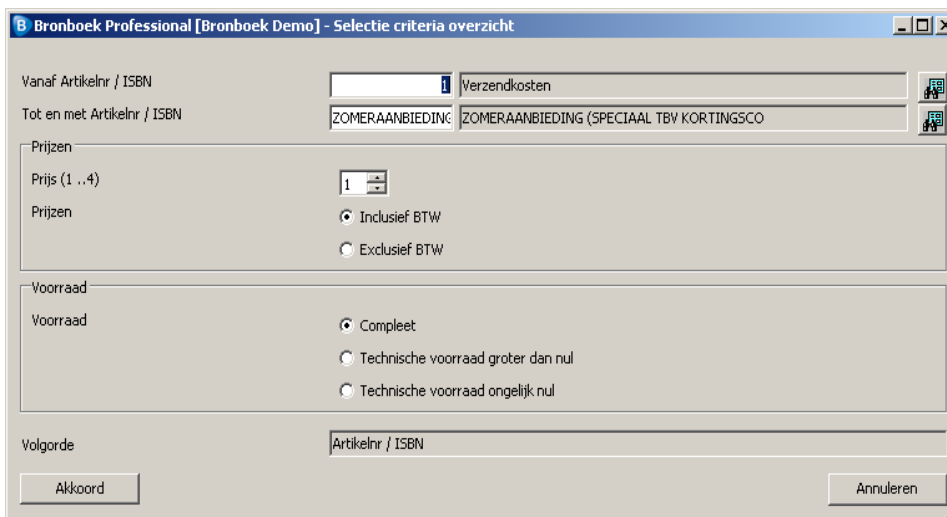 B Bronboek Professional [Bronboek Demo] - Selectie criteria overzicht
Vanaf Artikelnr / ISBN 1 Verzendkosten
Tot en met Artikelnr / ISBN ZOMERAANBIEDING ZOMERAANBIEDING (SPECIAAL TBV KORTINGSCO
Prijzen
Prijs (1 ..4) 1
Prijzen Inclusief BTW
Exclusief BTW
Voorraad
Voorraad Compleet
Technische voorraad groter dan nul
Technische voorraad ongelijk nul
Volgorde Artikelnr / ISBN
Akkoord Annuleren